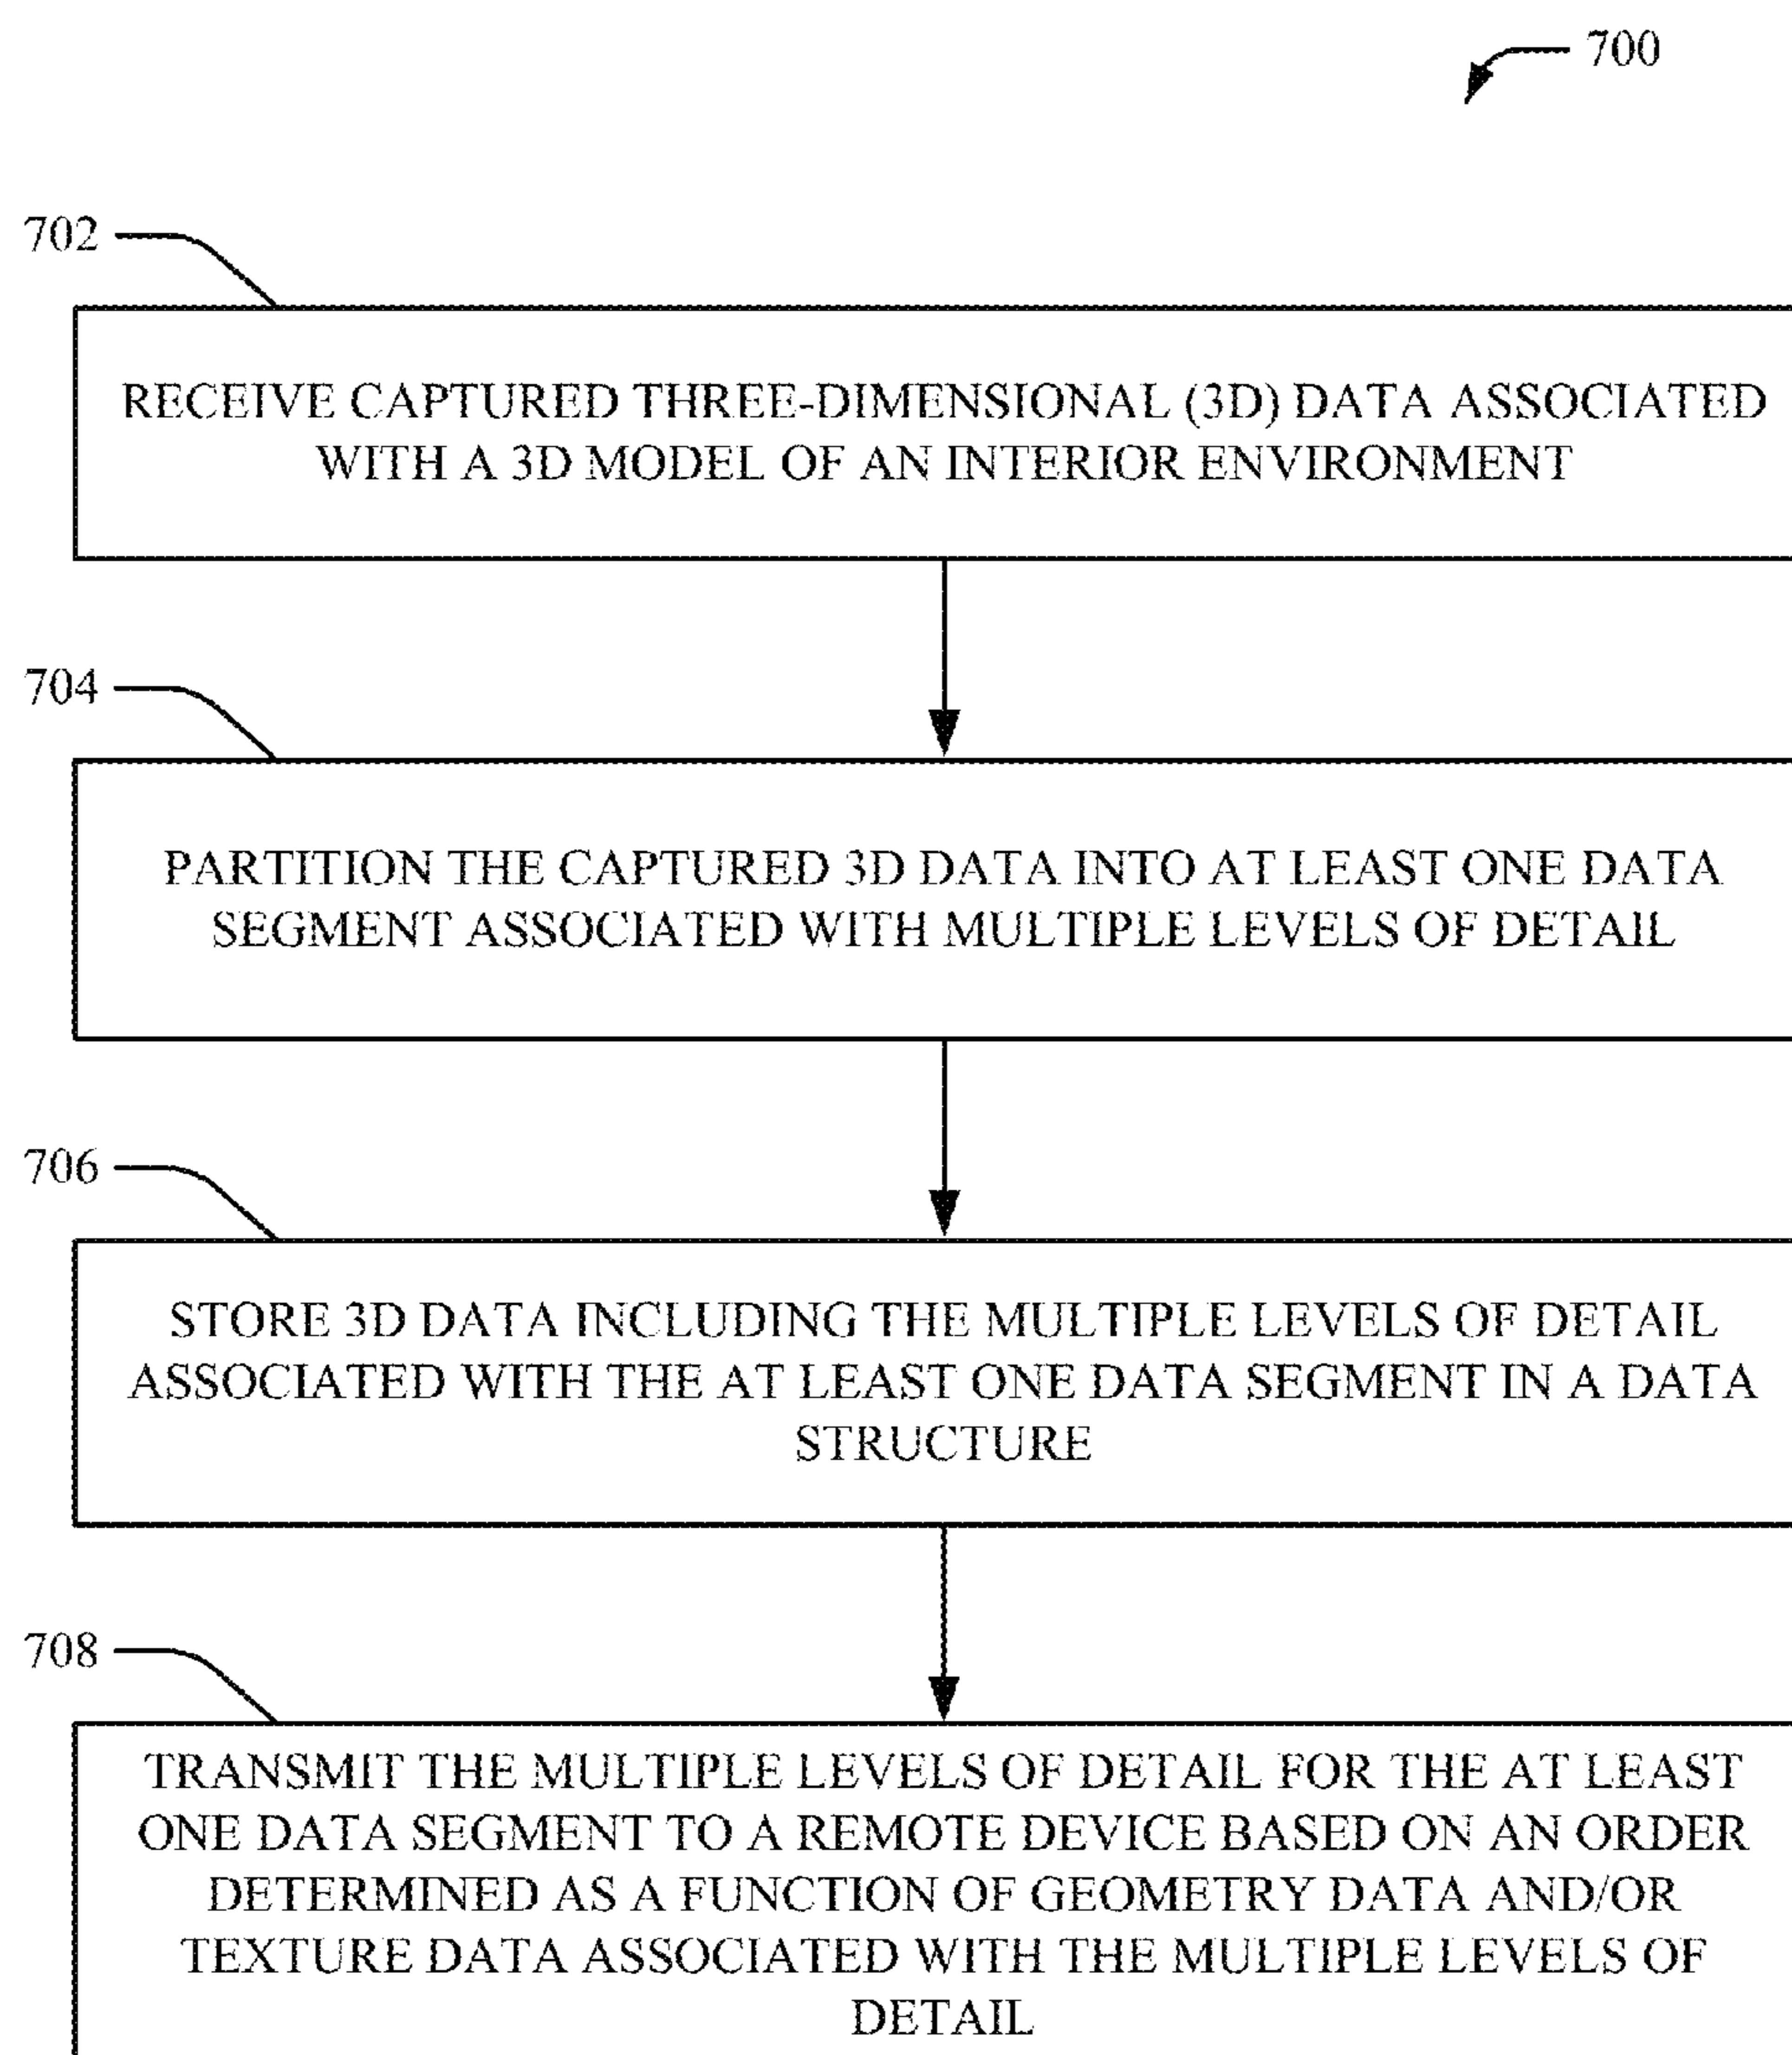 700
702
RECEIVE CAPTURED THREE-DIMENSIONAL (3D) DATA ASSOCIATED
WITH A 3D MODEL OF AN INTERIOR ENVIRONMENT
704
PARTITION THE CAPTURED 3D DATA INTO AT LEAST ONE DATA
SEGMENT ASSOCIATED WITH MULTIPLE LEVELS OF DETAIL
706
STORE 3D DATA INCLUDING THE MULTIPLE LEVELS OF DETAIL
ASSOCIATED WITH THE AT LEAST ONE DATA SEGMENT IN A DATA
STRUCTURE
708
TRANSMIT THE MULTIPLE LEVELS OF DETAIL FOR THE AT LEAST
ONE DATA SEGMENT TO A REMOTE DEVICE BASED ON AN ORDER
DETERMINED AS A FUNCTION OF GEOMETRY DATA AND/OR
TEXTURE DATA ASSOCIATED WITH THE MULTIPLE LEVELS OF
DETAIL